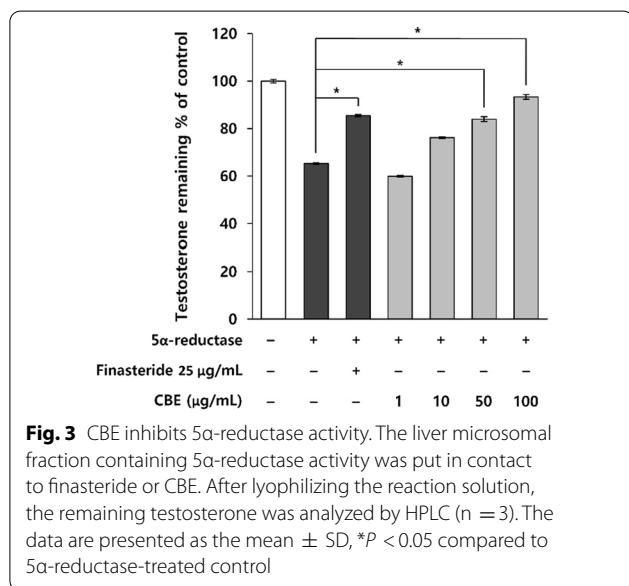 120
100
80
60
40
20
0
Testosterone remaining % of control
*
*
*
5α-reductase – + + + + + +
Finasteride 25 μg/mL – – + – – – –
CBE (μg/mL) – – – 1 10 50 100
Fig. 3 CBE inhibits 5α-reductase activity. The liver microsomal
fraction containing 5α-reductase activity was put in contact
to finasteride or CBE. After lyophilizing the reaction solution,
the remaining testosterone was analyzed by HPLC (n = 3). The
data are presented as the mean ± SD, *P < 0.05 compared to
5α-reductase-treated control